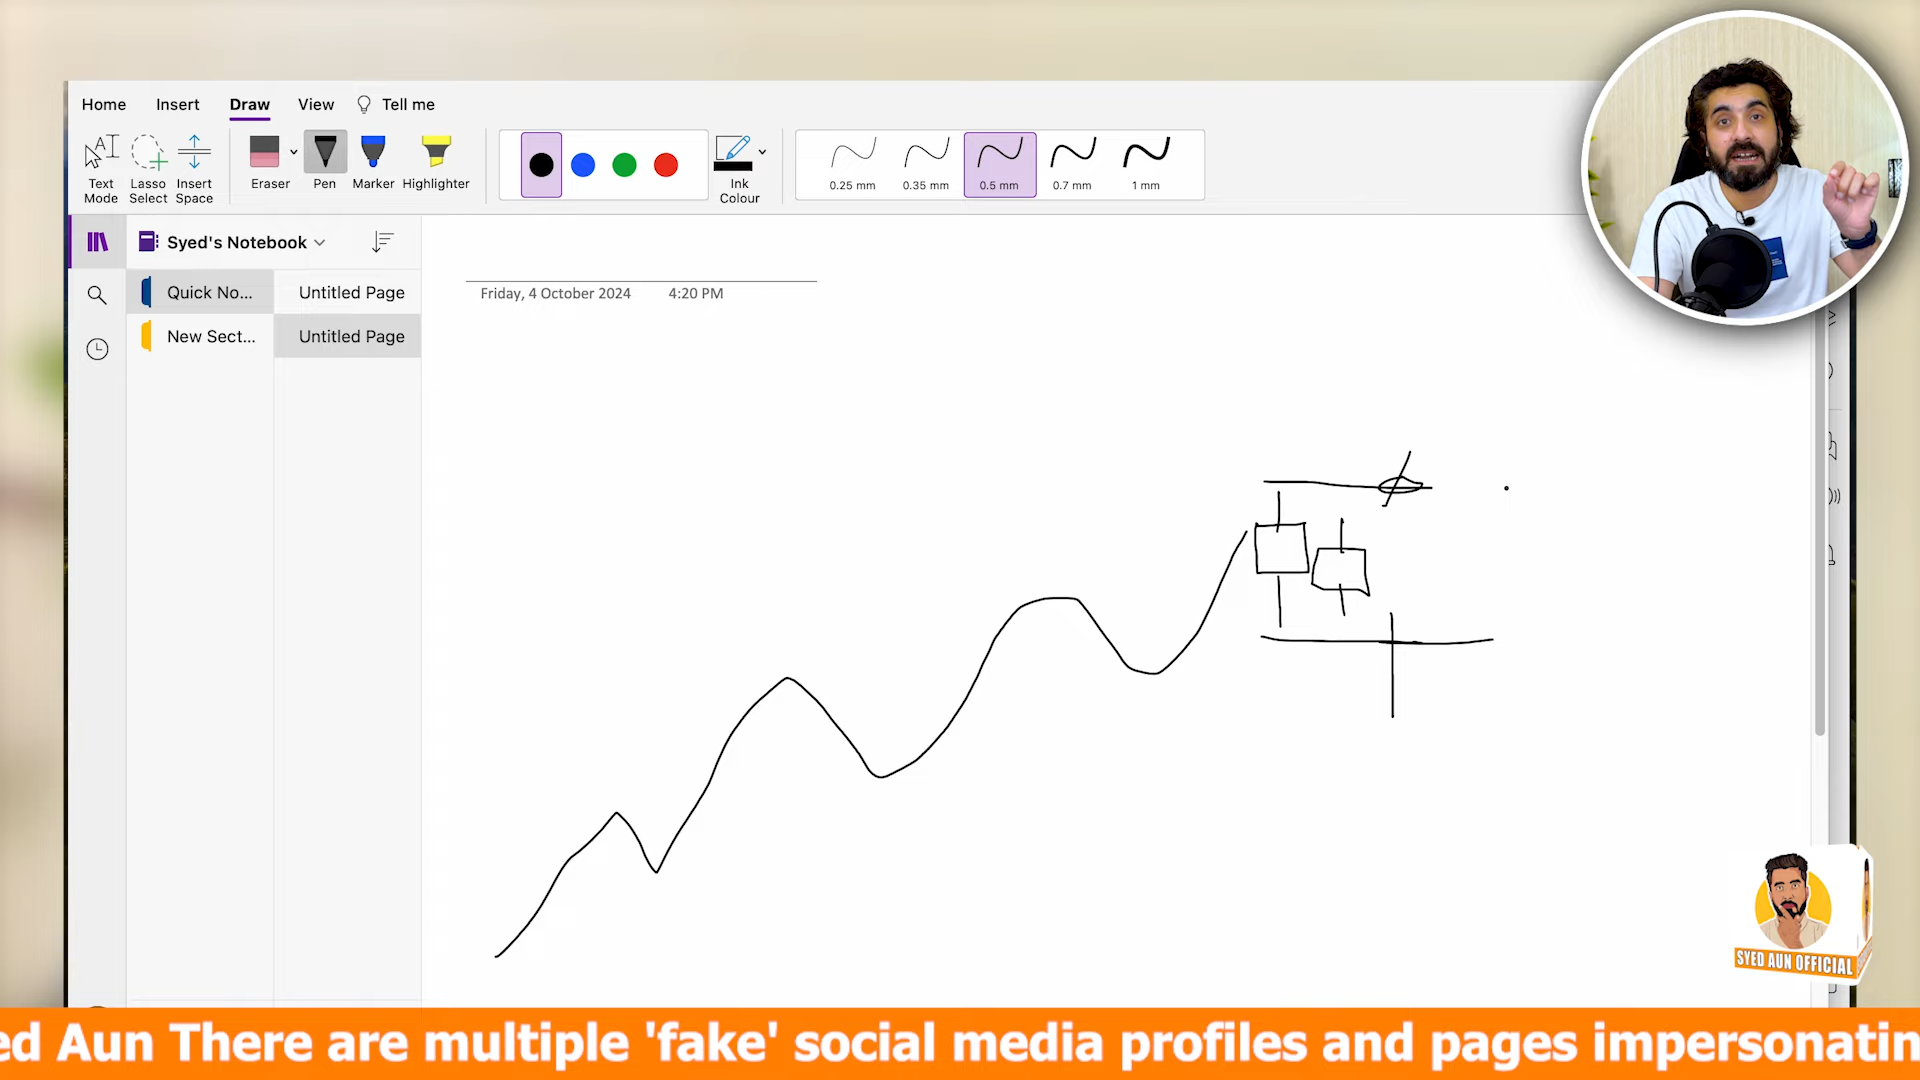 Home Insert Draw View Tell me
Text Mode
Lasso Select
Insert Space
Eraser
Pen
Marker
Highlighter
Ink Colour
0.25 mm
0.35 mm
0.5 mm
0.7 mm
1 mm
Syed's Notebook
Quick No...
Untitled Page
New Sect...
Untitled Page
Friday, 4 October 2024 4:20 PM
SYED AUN OFFICIAL
ed Aun There are multiple 'fake' social media profiles and pages impersonatin